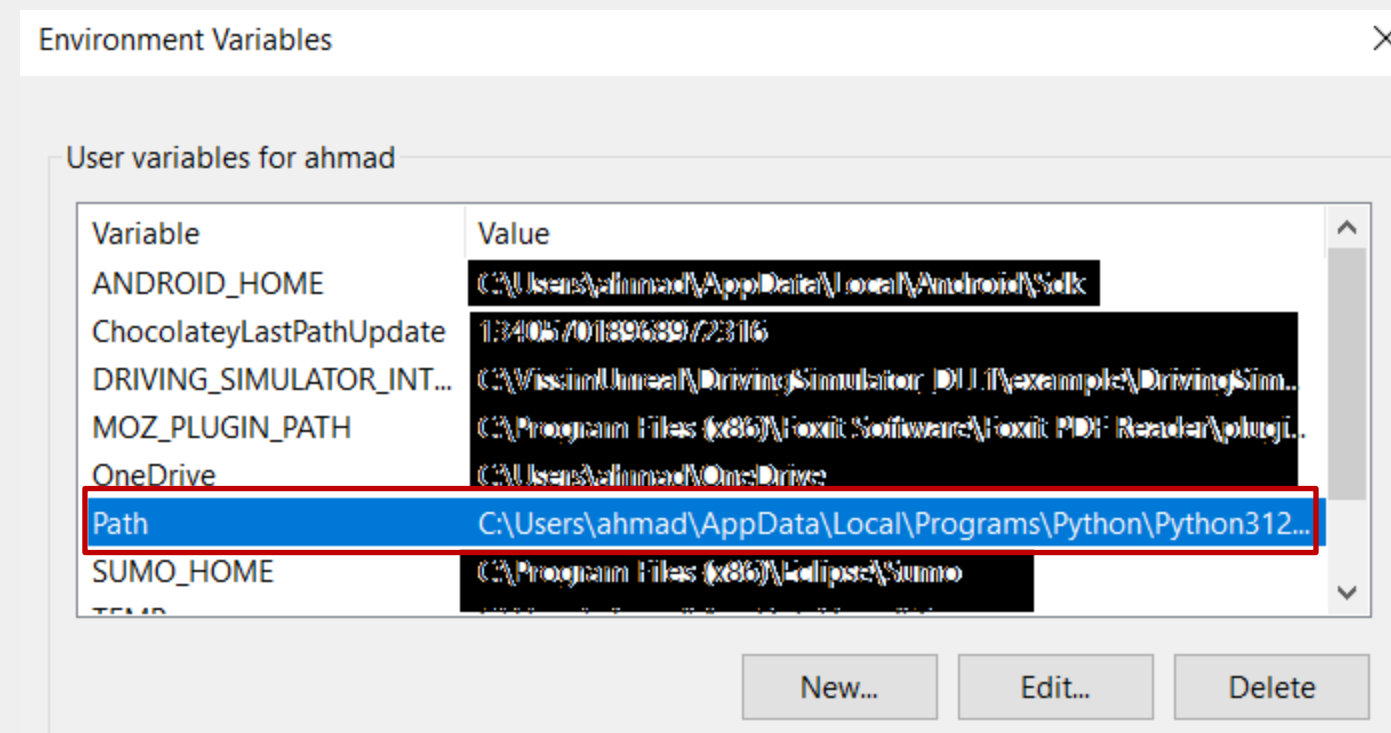 Environment Variables
User variables for ahmad
Variable Value
ANDROID_HOME C:\Users\ahmad\AppData\Local\Android\Sdk
ChocolateyLastPathUpdate 1334057018968972316
DRIVING_SIMULATOR_INT... C:\VissimUnreal\DrivingSimulator_DLL1\example\DrivingSim...
MOZ_PLUGIN_PATH C:\Program Files (x86)\Foxit Software\Foxit PDF Reader\plugi...
OneDrive C:\Users\ahmad\OneDrive
Path C:\Users\ahmad\AppData\Local\Programs\Python\Python312...
SUMO_HOME C:\Program Files (x86)\Eclipse\Sumo
New... Edit... Delete